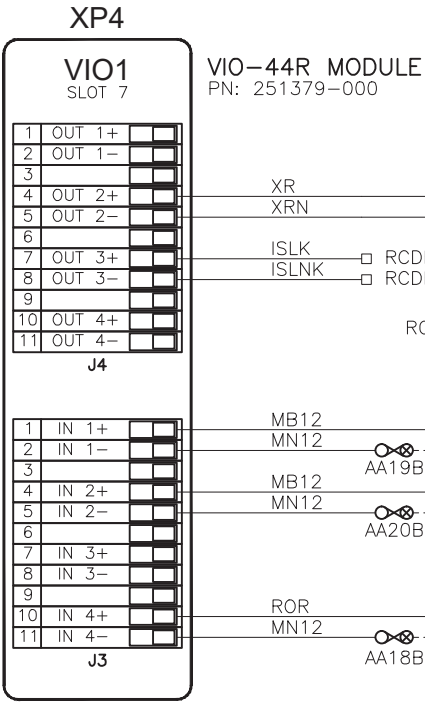 XP4
VIO1
SLOT 7
VIO-44R MODULE
PN: 251379-000
1 OUT 1+
2 OUT 1-
3
4 OUT 2+ XR
5 OUT 2- XRN
6
7 OUT 3+ ISLK
8 OUT 3- ISLNK
9
10 OUT 4+
11 OUT 4-
J4
1 IN 1+ MB12
2 IN 1- MN12
AA19B
3
4 IN 2+ MB12
5 IN 2- MN12
AA20B
6
7 IN 3+
8 IN 3-
9
10 IN 4+ ROR
11 IN 4- MN12
AA18B
J3